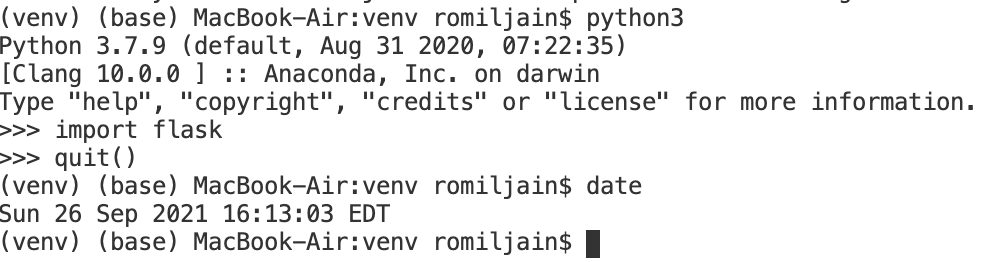 (venv) (base) MacBook-Air:venv romiljain$ python3
Python 3.7.9 (default, Aug 31 2020, 07:22:35)
[Clang 10.0.0 ] :: Anaconda, Inc. on darwin
Type "help", "copyright", "credits" or "license" for more information.
>>> import flask
>>> quit()
(venv) (base) MacBook-Air:venv romiljain$ date
Sun 26 Sep 2021 16:13:03 EDT
(venv) (base) MacBook-Air:venv romiljain$